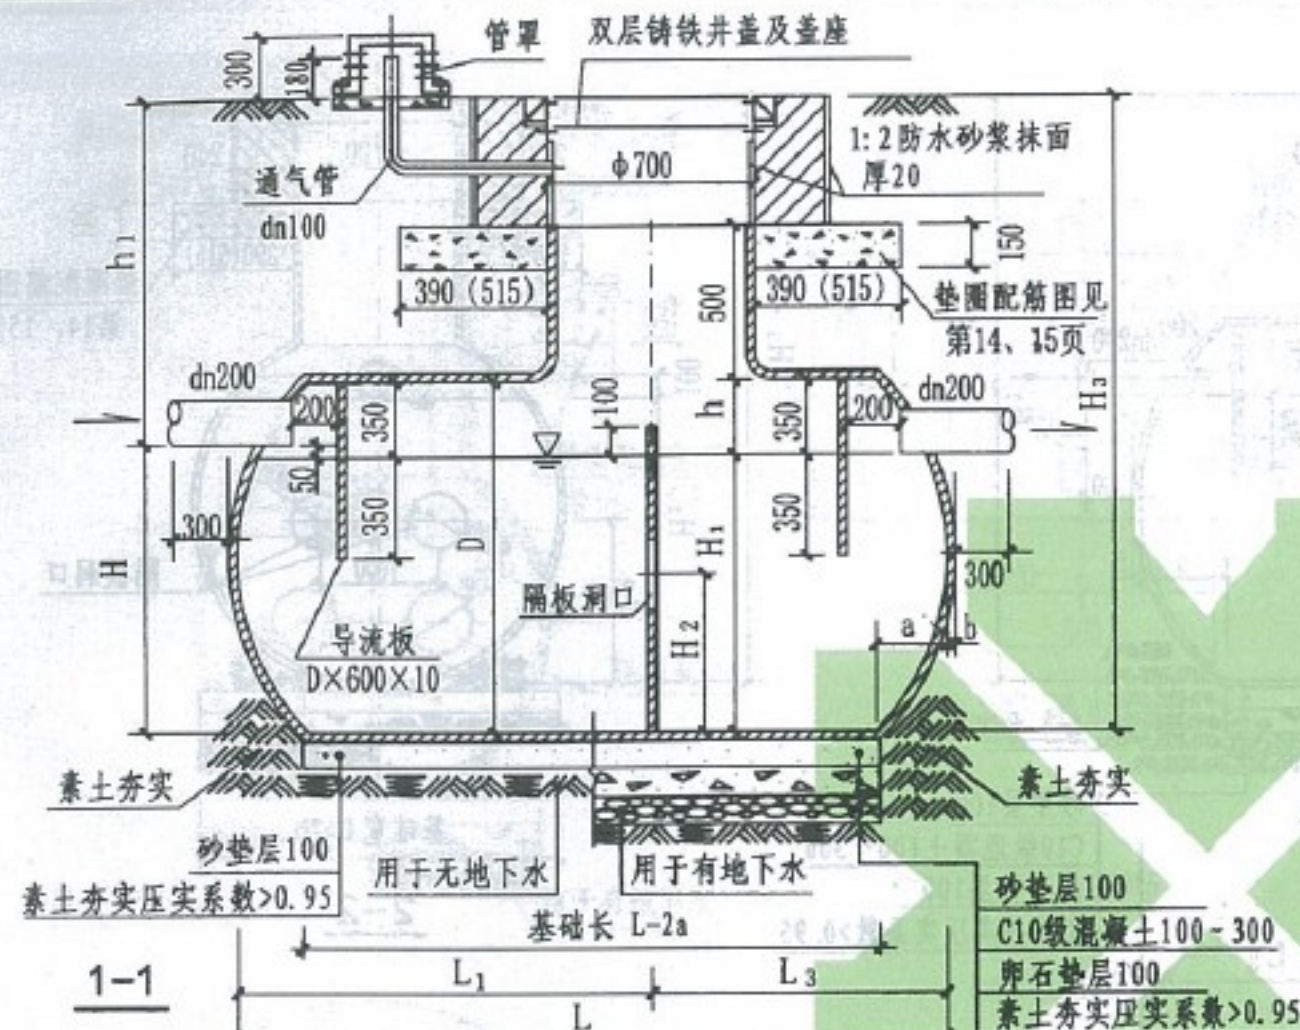 管罩
双层铸铁井盖及盖座
300
180
1:2防水砂浆抹面
厚20
φ700
通气管
dn100
h₁
150
390（515）
390（515）
500
垫圈配筋图见
第14、15页
dn200
dn200
200
350
100
h
350
200
H₃
50
300
H
350
D
H₁
350
300
隔板洞口
H₂
a
b
导流板
D×600×10
素土夯实
素土夯实
砂垫层100
素土夯实压实系数>0.95
用于无地下水
用于有地下水
砂垫层100
C10级混凝土100-300
卵石垫层100
素土夯实压实系数>0.95
基础长 L-2a
L₁
L₃
L
1-1